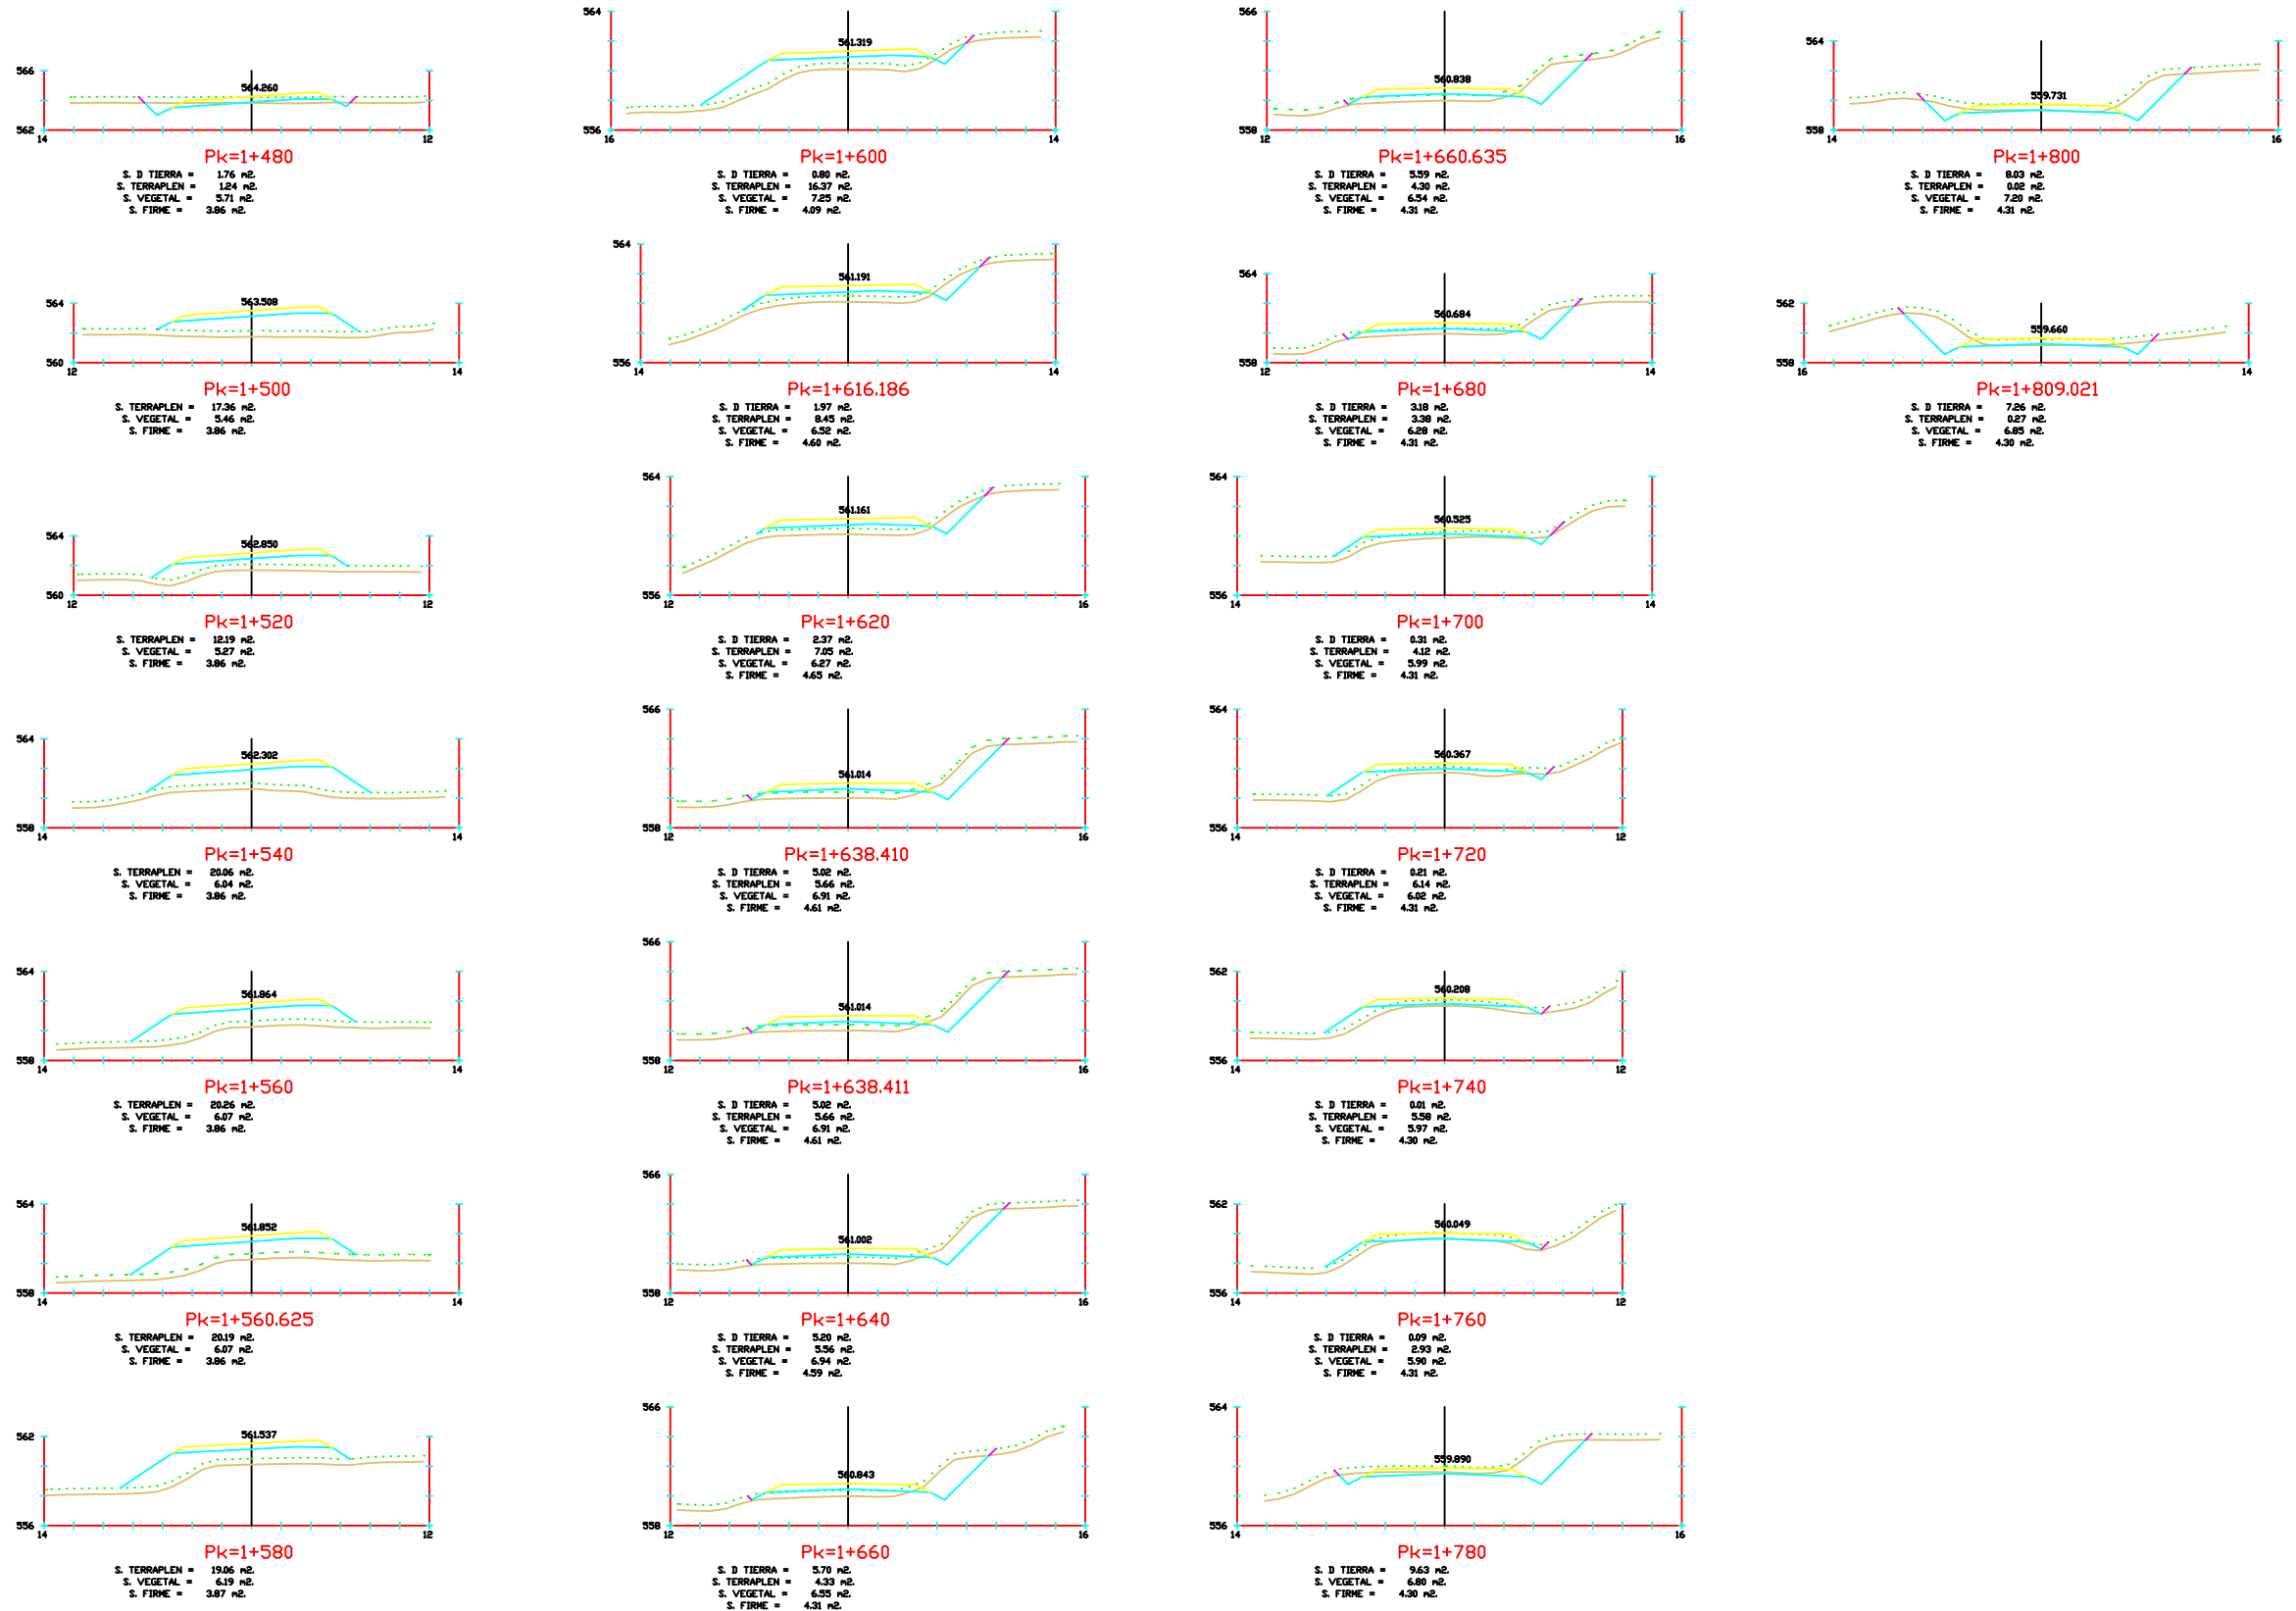 566
564.260
562
14 12
Pk=1+480
S. D TIERRA = 1.76 m2.
S. TERRAPLEN = 1.24 m2.
S. VEGETAL = 5.71 m2.
S. FIRME = 3.86 m2.
564
563.508
560
12 14
Pk=1+500
S. TERRAPLEN = 17.36 m2.
S. VEGETAL = 5.46 m2.
S. FIRME = 3.86 m2.
564
562.850
560
12 12
Pk=1+520
S. TERRAPLEN = 12.19 m2.
S. VEGETAL = 5.27 m2.
S. FIRME = 3.86 m2.
564
562.302
558
14 14
Pk=1+540
S. TERRAPLEN = 20.06 m2.
S. VEGETAL = 6.04 m2.
S. FIRME = 3.86 m2.
564
561.864
558
14 14
Pk=1+560
S. TERRAPLEN = 20.26 m2.
S. VEGETAL = 6.07 m2.
S. FIRME = 3.86 m2.
564
561.852
558
14 14
Pk=1+560.625
S. TERRAPLEN = 20.19 m2.
S. VEGETAL = 6.07 m2.
S. FIRME = 3.86 m2.
562
561.537
556
14 12
Pk=1+580
S. TERRAPLEN = 19.06 m2.
S. VEGETAL = 6.19 m2.
S. FIRME = 3.87 m2.
564
561.319
556
16 14
Pk=1+600
S. D TIERRA = 0.80 m2.
S. TERRAPLEN = 16.37 m2.
S. VEGETAL = 7.25 m2.
S. FIRME = 4.09 m2.
564
561.191
556
14 14
Pk=1+616.186
S. D TIERRA = 1.97 m2.
S. TERRAPLEN = 8.45 m2.
S. VEGETAL = 6.52 m2.
S. FIRME = 4.60 m2.
564
561.161
556
12 16
Pk=1+620
S. D TIERRA = 2.37 m2.
S. TERRAPLEN = 7.05 m2.
S. VEGETAL = 6.27 m2.
S. FIRME = 4.65 m2.
566
561.014
558
12 16
Pk=1+638.410
S. D TIERRA = 5.02 m2.
S. TERRAPLEN = 5.66 m2.
S. VEGETAL = 6.91 m2.
S. FIRME = 4.61 m2.
566
561.014
558
12 16
Pk=1+638.411
S. D TIERRA = 5.02 m2.
S. TERRAPLEN = 5.66 m2.
S. VEGETAL = 6.91 m2.
S. FIRME = 4.61 m2.
566
561.002
558
12 16
Pk=1+640
S. D TIERRA = 5.20 m2.
S. TERRAPLEN = 5.56 m2.
S. VEGETAL = 6.94 m2.
S. FIRME = 4.59 m2.
566
560.843
558
12 16
Pk=1+660
S. D TIERRA = 5.70 m2.
S. TERRAPLEN = 4.33 m2.
S. VEGETAL = 6.55 m2.
S. FIRME = 4.31 m2.
566
560.838
558
12 16
Pk=1+660.635
S. D TIERRA = 5.59 m2.
S. TERRAPLEN = 4.30 m2.
S. VEGETAL = 6.54 m2.
S. FIRME = 4.31 m2.
564
560.684
558
12 14
Pk=1+680
S. D TIERRA = 3.18 m2.
S. TERRAPLEN = 3.38 m2.
S. VEGETAL = 6.28 m2.
S. FIRME = 4.31 m2.
564
560.525
556
14 14
Pk=1+700
S. D TIERRA = 0.31 m2.
S. TERRAPLEN = 4.12 m2.
S. VEGETAL = 5.99 m2.
S. FIRME = 4.31 m2.
564
560.367
556
14 12
Pk=1+720
S. D TIERRA = 0.21 m2.
S. TERRAPLEN = 6.14 m2.
S. VEGETAL = 6.02 m2.
S. FIRME = 4.31 m2.
562
560.208
556
14 12
Pk=1+740
S. D TIERRA = 0.01 m2.
S. TERRAPLEN = 5.58 m2.
S. VEGETAL = 5.97 m2.
S. FIRME = 4.30 m2.
562
560.049
556
14 12
Pk=1+760
S. D TIERRA = 0.09 m2.
S. TERRAPLEN = 2.93 m2.
S. VEGETAL = 5.90 m2.
S. FIRME = 4.31 m2.
564
559.890
556
14 16
Pk=1+780
S. D TIERRA = 9.63 m2.
S. VEGETAL = 6.80 m2.
S. FIRME = 4.30 m2.
564
559.731
558
14 16
Pk=1+800
S. D TIERRA = 8.03 m2.
S. TERRAPLEN = 0.02 m2.
S. VEGETAL = 7.20 m2.
S. FIRME = 4.31 m2.
562
559.660
558
16 14
Pk=1+809.021
S. D TIERRA = 7.26 m2.
S. TERRAPLEN = 0.27 m2.
S. VEGETAL = 6.85 m2.
S. FIRME = 4.30 m2.